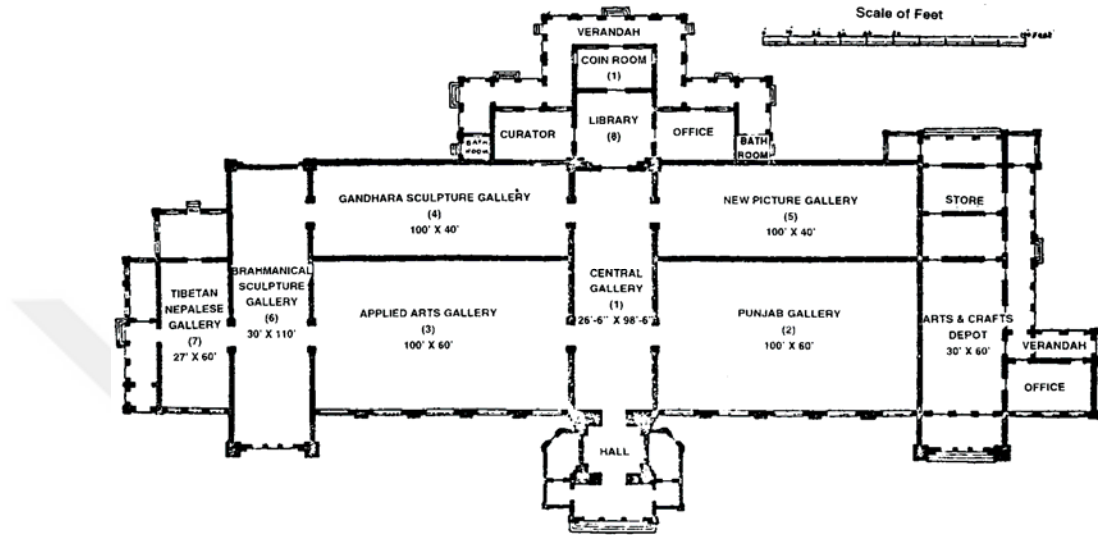 Scale of Feet
VERANDAH
COIN ROOM
(1)
LIBRARY
(8)
CURATOR
OFFICE
BATH
ROOM
BATH
ROOM
GANDHARA SCULPTURE GALLERY
(4)
100' X 40'
NEW PICTURE GALLERY
(5)
100' X 40'
STORE
TIBETAN
NEPALESE
GALLERY
(7)
27' X 60'
BRAHMANICAL
SCULPTURE
GALLERY
(6)
30' X 110'
APPLIED ARTS GALLERY
(3)
100' X 60'
CENTRAL
GALLERY
(1)
26'-6'' X 98'-6''
PUNJAB GALLERY
(2)
100' X 60'
ARTS & CRAFTS
DEPOT
30' X 60'
VERANDAH
OFFICE
HALL